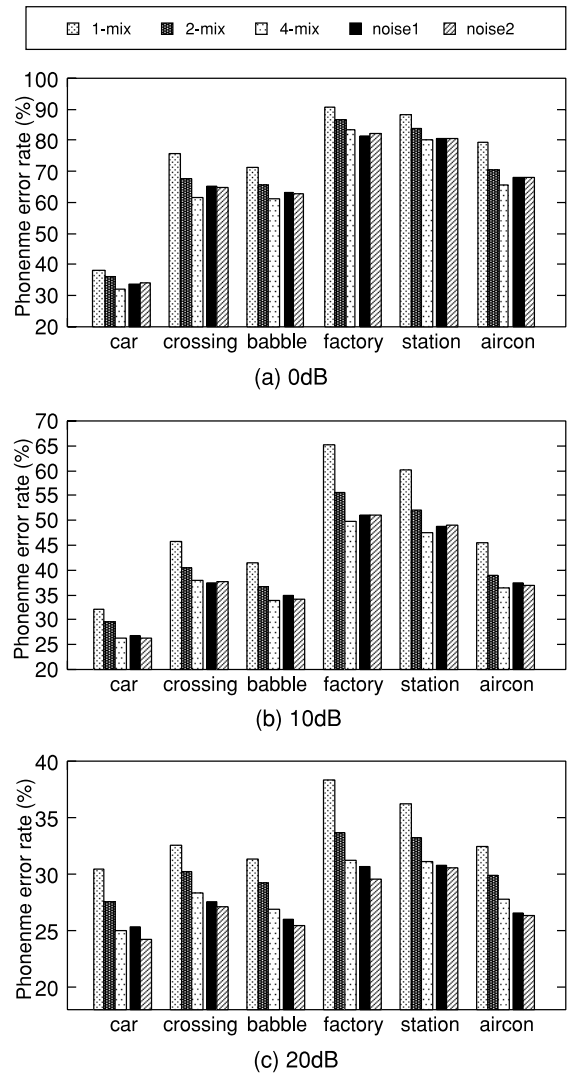 1-mix 2-mix 4-mix noise1 noise2
Phonenme error rate (%)
100
90
80
70
60
50
40
30
20
car crossing babble factory station aircon
(a) 0dB
Phonenme error rate (%)
70
65
60
55
50
45
40
35
30
25
20
car crossing babble factory station aircon
(b) 10dB
Phonenme error rate (%)
40
35
30
25
20
car crossing babble factory station aircon
(c) 20dB